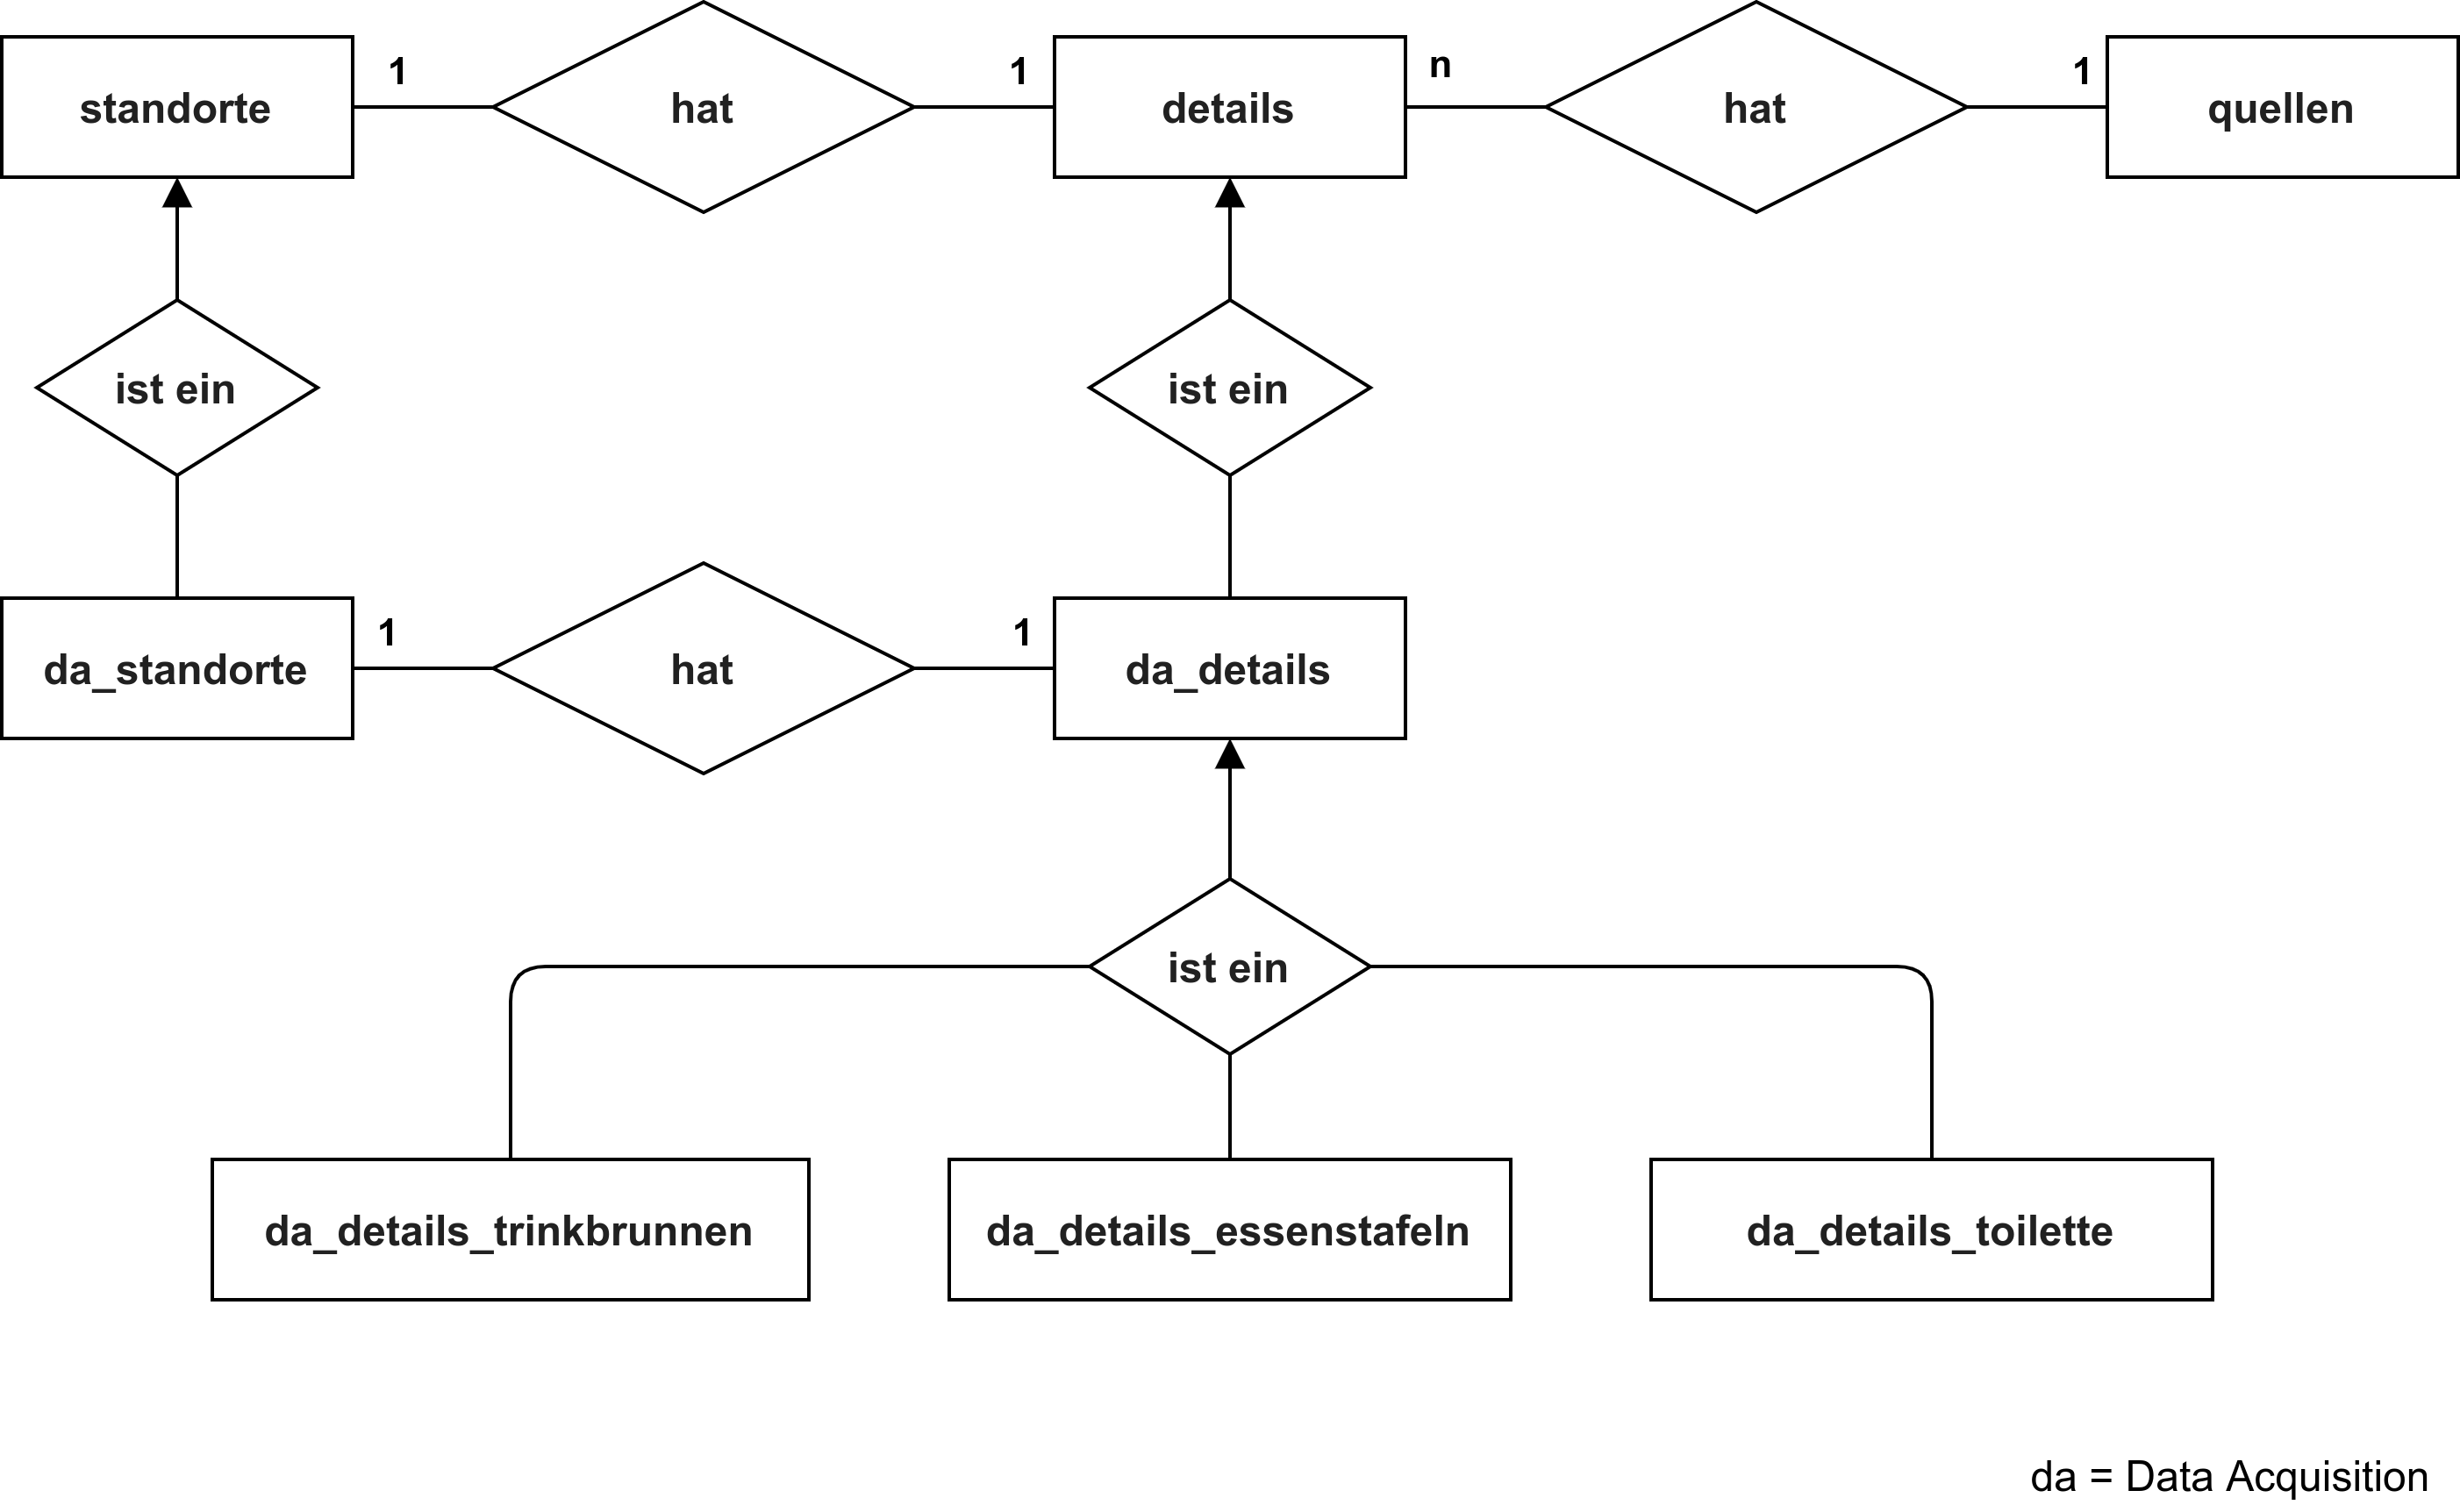 1
1
n
1
standorte
hat
details
hat
quellen
ist ein
ist ein
1
1
da_standorte
hat
da_details
ist ein
da_details_trinkbrunnen
da_details_essenstafeln
da_details_toilette
da = Data Acquisition